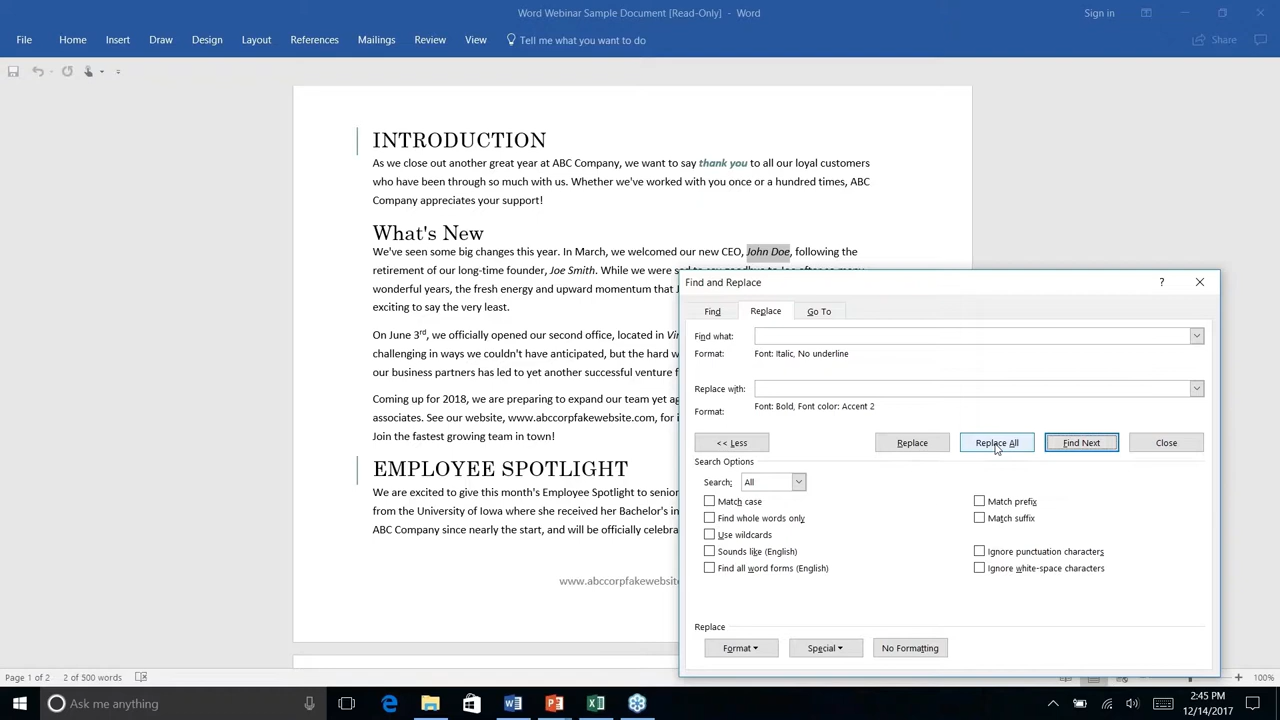 Word Webinar Sample Document [Read-Only] - Word
Sign in
File Home Insert Draw Design Layout References Mailings Review View Tell me what you want to do Share
INTRODUCTION
As we close out another great year at ABC Company, we want to say thank you to all our loyal customers
who have been through so much with us. Whether we've worked with you once or a hundred times, ABC
Company appreciates your support!
What's New
We've seen some big changes this year. In March, we welcomed our new CEO, John Doe, following the
retirement of our long-time founder, Joe Smith. While we were
wonderful years, the fresh energy and upward momentum that
exciting to say the very least.
On June 3rd, we officially opened our second office, located in
challenging in ways we couldn't have anticipated, but the hard
our business partners has led to yet another successful venture
Coming up for 2018, we are preparing to expand our team yet
associates. See our website, www.abccorpfakewebsite.com, for
Join the fastest growing team in town!
EMPLOYEE SPOTLIGHT
We are excited to give this month's Employee Spotlight to
from the University of Iowa where she received her Bachelor's
ABC Company since nearly the start, and will be officially
www.abccorpfakewebsite
Find and Replace ?
Find Replace Go To
Find what:
Format: Font: Italic, No underline
Replace with:
Format: Font: Bold, Font color: Accent 2
<< Less Replace Replace All Find Next Close
Search Options
Search: All
Match case Match prefix
Find whole words only Match suffix
Use wildcards
Sounds like (English) Ignore punctuation characters
Find all word forms (English) Ignore white-space characters
Replace
Format Special No Formatting
Page 1 of 2 2 of 500 words 100%
Ask me anything
2:45 PM
12/14/2017